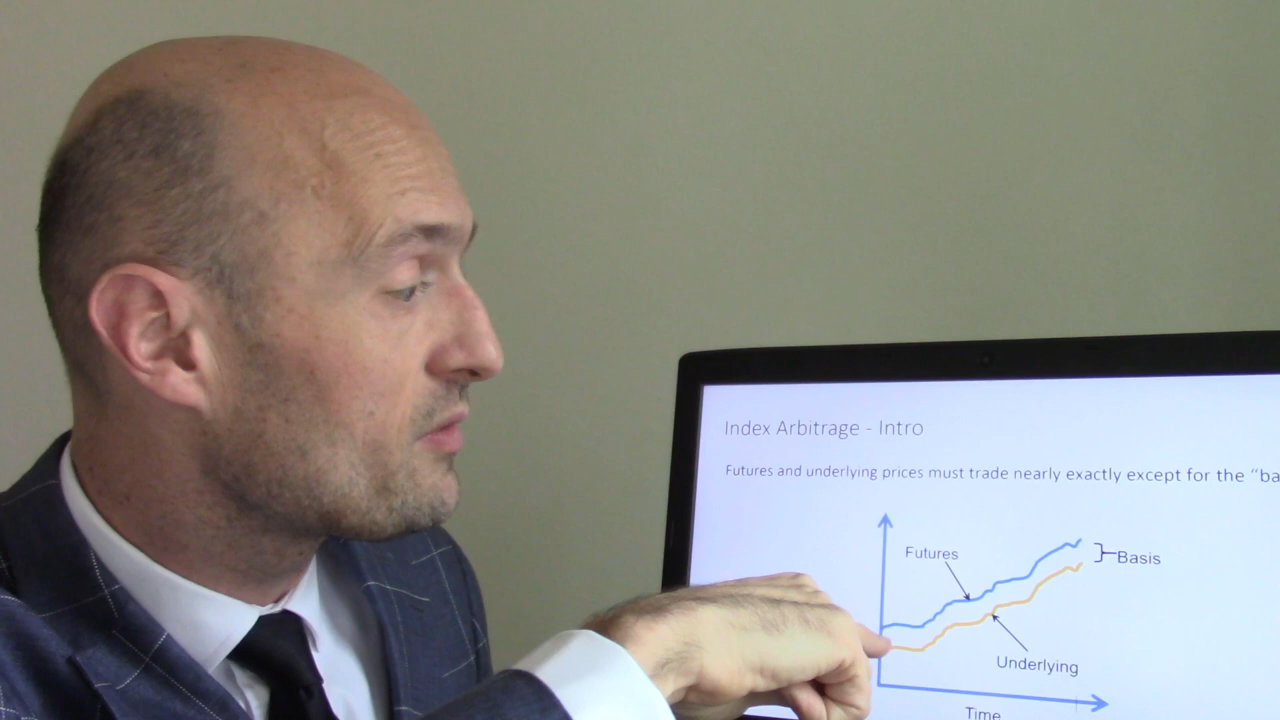 Index Arbitrage - Intro
Futures and underlying prices must trade nearly exactly except for the
Futures
Basis
Underlying
Time